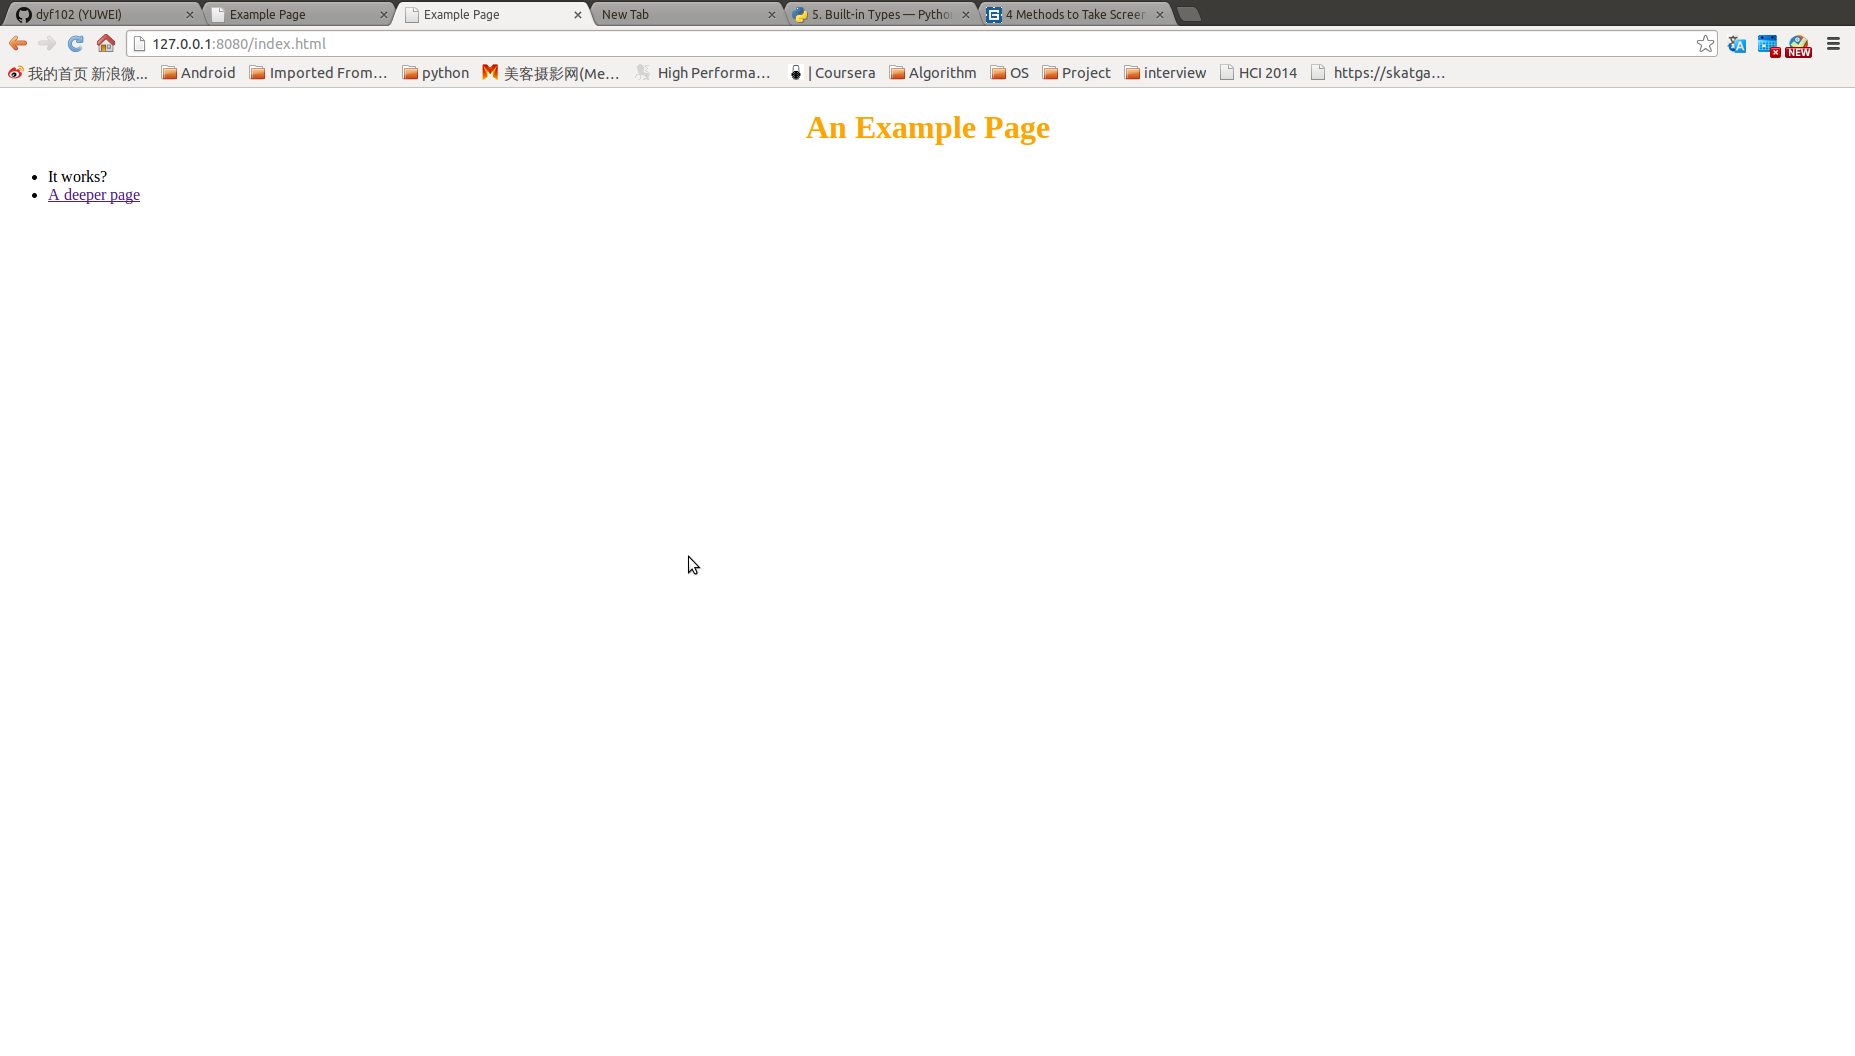 dyf102 (YUWEI)
Example Page
Example Page
New Tab
5. Built-in Types — Pytho
4 Methods to Take Screer
127.0.0.1:8080/index.html
NEW
我的首页 新浪微...
Android
Imported From...
python
美客摄影网(Me...
High Performa...
| Coursera
Algorithm
OS
Project
interview
HCI 2014
https://skatga...
An Example Page
It works?
A deeper page